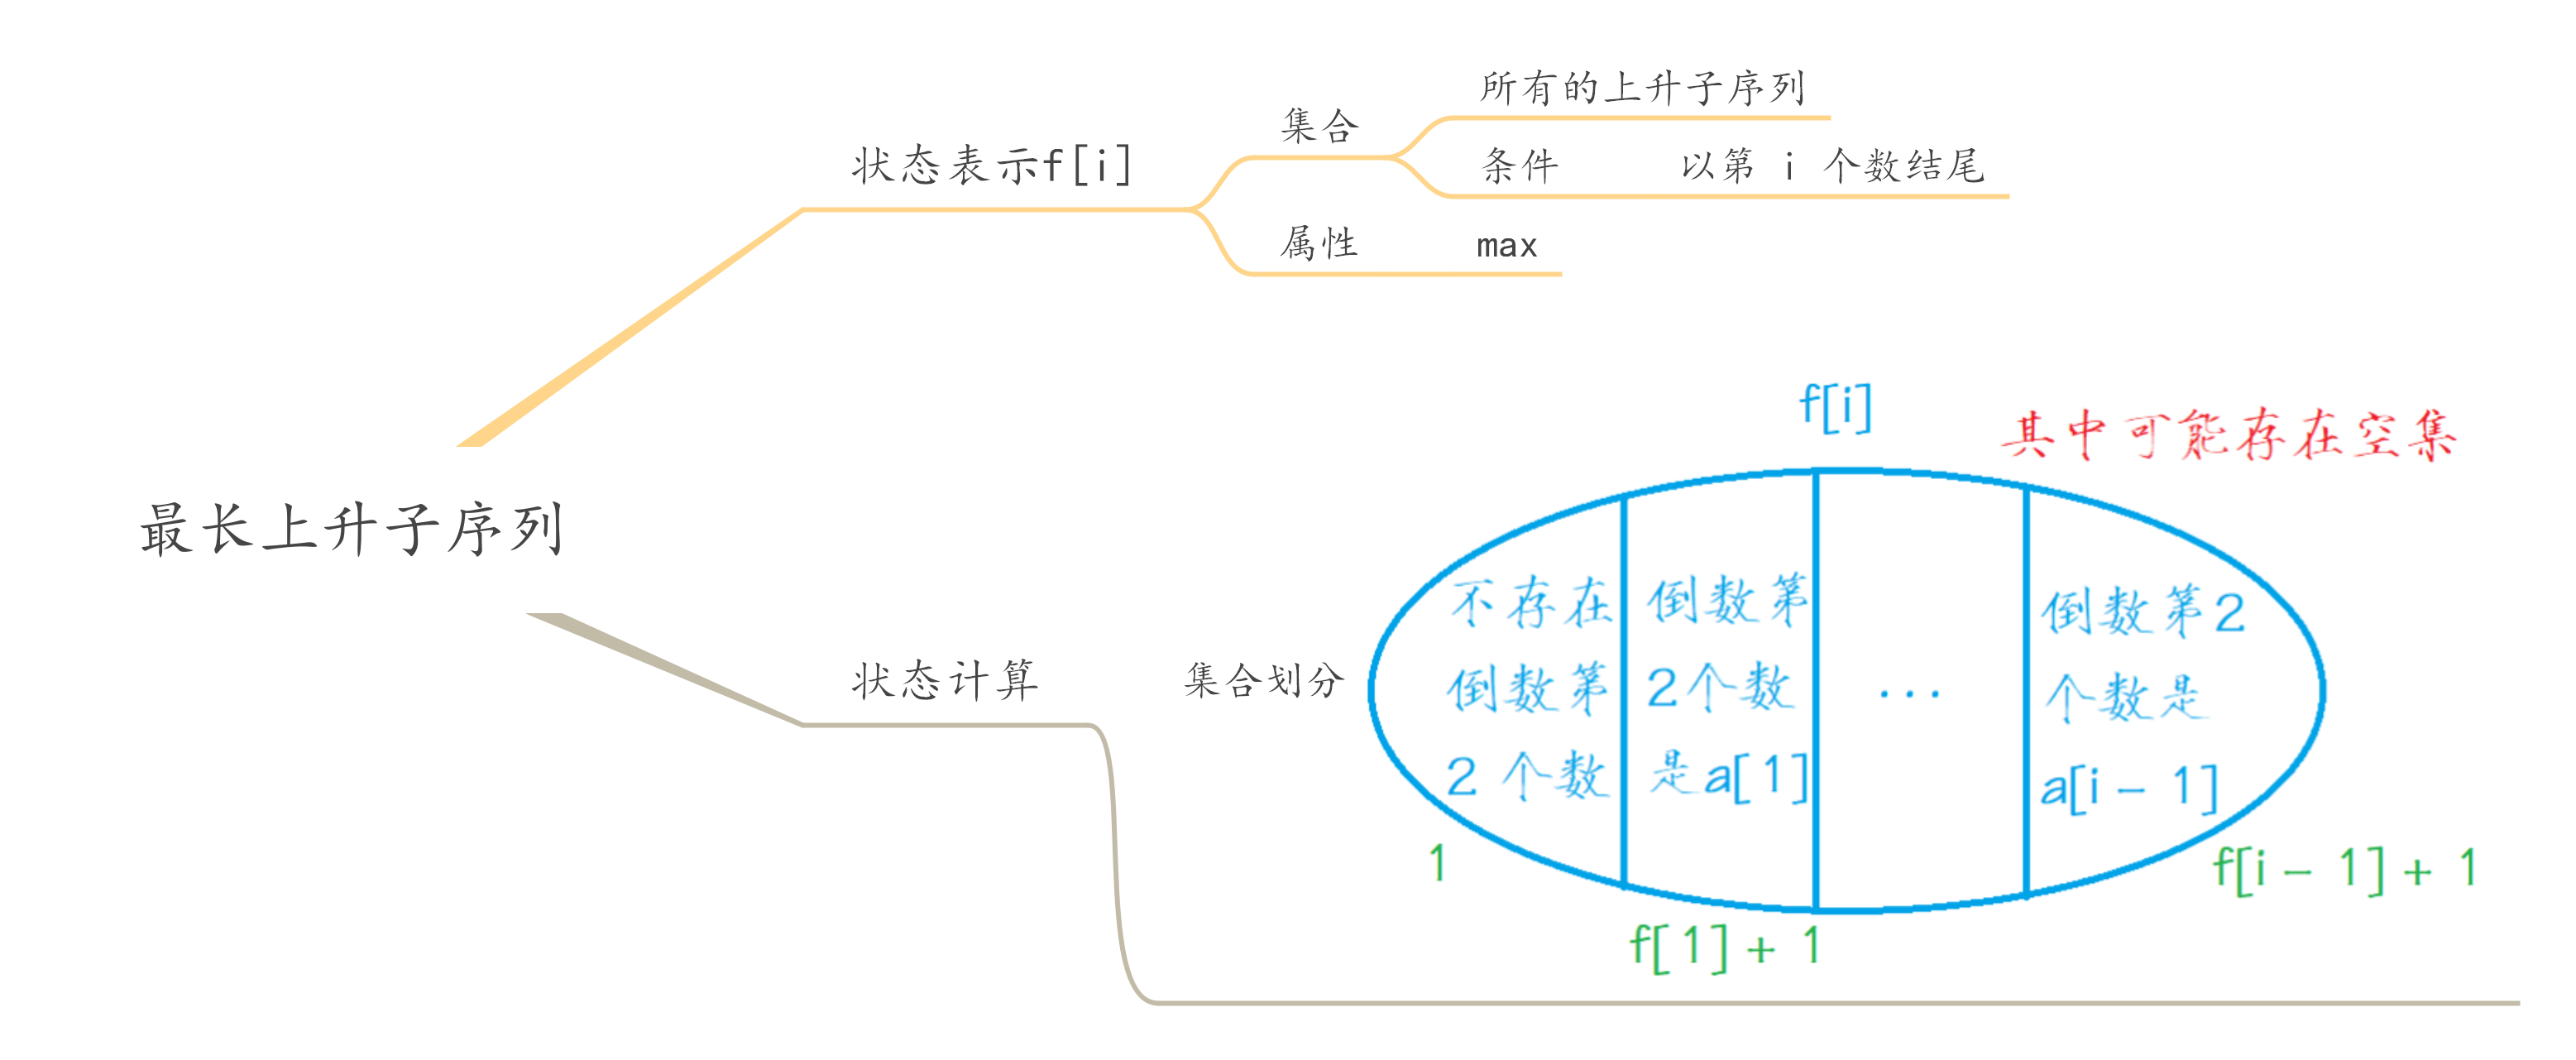 所有的上升子序列
集合
状态表示f[i]
条件 以第 i 个数结尾
属性 max
f[i]
其中可能存在空集
最长上升子序列
状态计算
集合划分
不存在
倒数第
2 个数
倒数第
2个数
是a[1]
...
倒数第2
个数是
a[i-1]
1
f[1]+1
f[i-1]+1